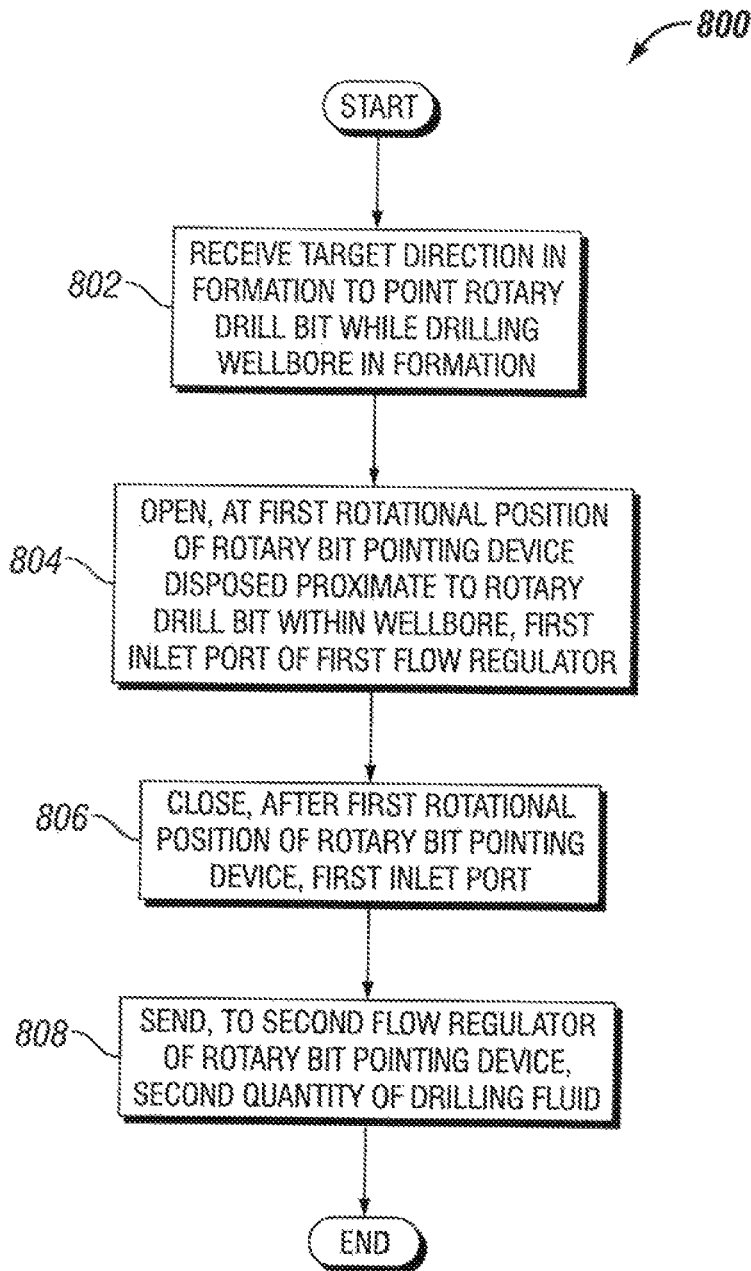 800
START
802
RECEIVE TARGET DIRECTION IN
FORMATION TO POINT ROTARY
DRILL BIT WHILE DRILLING
WELLBORE IN FORMATION
804
OPEN, AT FIRST ROTATIONAL POSITION
OF ROTARY BIT POINTING DEVICE
DISPOSED PROXIMATE TO ROTARY
DRILL BIT WITHIN WELLBORE, FIRST
INLET PORT OF FIRST FLOW REGULATOR
806
CLOSE, AFTER FIRST ROTATIONAL
POSITION OF ROTARY BIT POINTING
DEVICE, FIRST INLET PORT
808
SEND, TO SECOND FLOW REGULATOR
OF ROTARY BIT POINTING DEVICE,
SECOND QUANTITY OF DRILLING FLUID
END